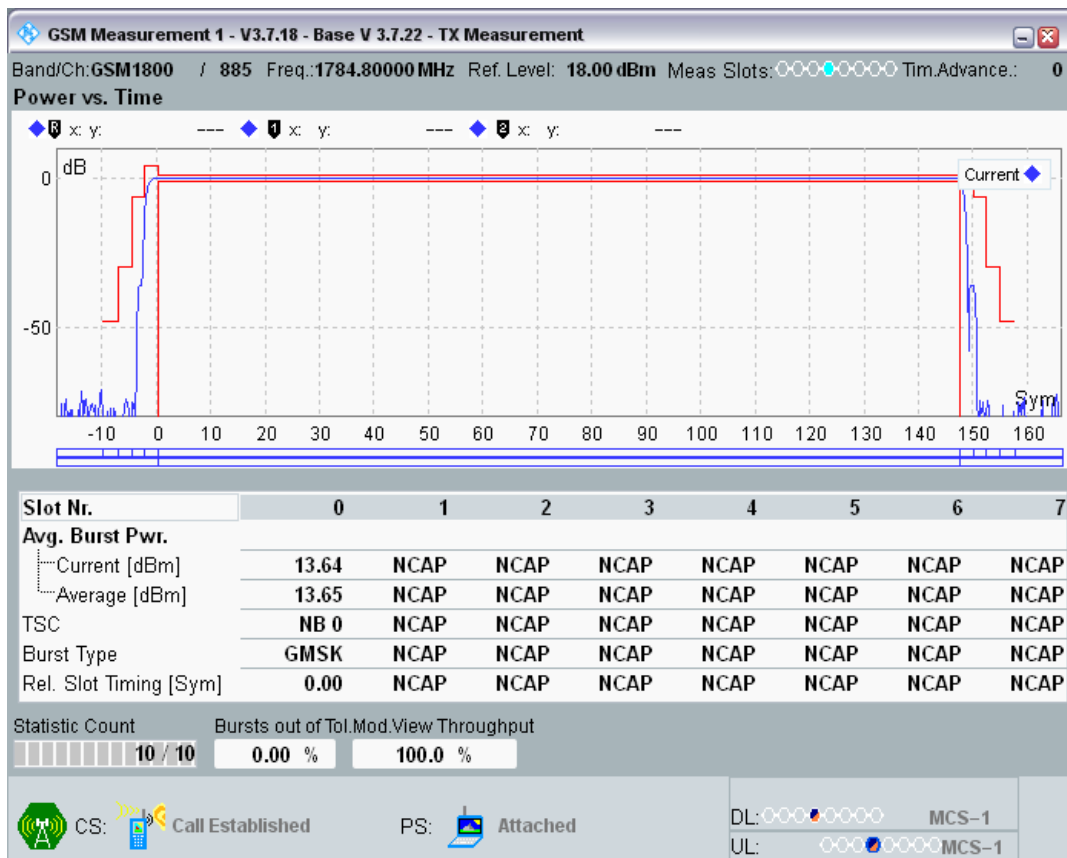 GSM Measurement 1 - V3.7.18 - Base V 3.7.22 - TX Measurement
Band/Ch:GSM1800 / 885 Freq.:1784.80000 MHz Ref. Level: 18.00 dBm Meas Slots: Tim.Advance.: 0
Power vs. Time
R x: y: --- 1 x: y: --- 2 x: y: ---
dB
Current
0
-50
Sym
-10 0 10 20 30 40 50 60 70 80 90 100 110 120 130 140 150 160
Slot Nr. 0 1 2 3 4 5 6 7
Avg. Burst Pwr.
Current [dBm] 13.64 NCAP NCAP NCAP NCAP NCAP NCAP NCAP
Average [dBm] 13.65 NCAP NCAP NCAP NCAP NCAP NCAP NCAP
TSC NB 0 NCAP NCAP NCAP NCAP NCAP NCAP NCAP
Burst Type GMSK NCAP NCAP NCAP NCAP NCAP NCAP NCAP
Rel. Slot Timing [Sym] 0.00 NCAP NCAP NCAP NCAP NCAP NCAP NCAP
Statistic Count Bursts out of Tol.Mod.View Throughput
10 / 10 0.00 % 100.0 %
CS: Call Established PS: Attached
DL: MCS-1
UL: MCS-1